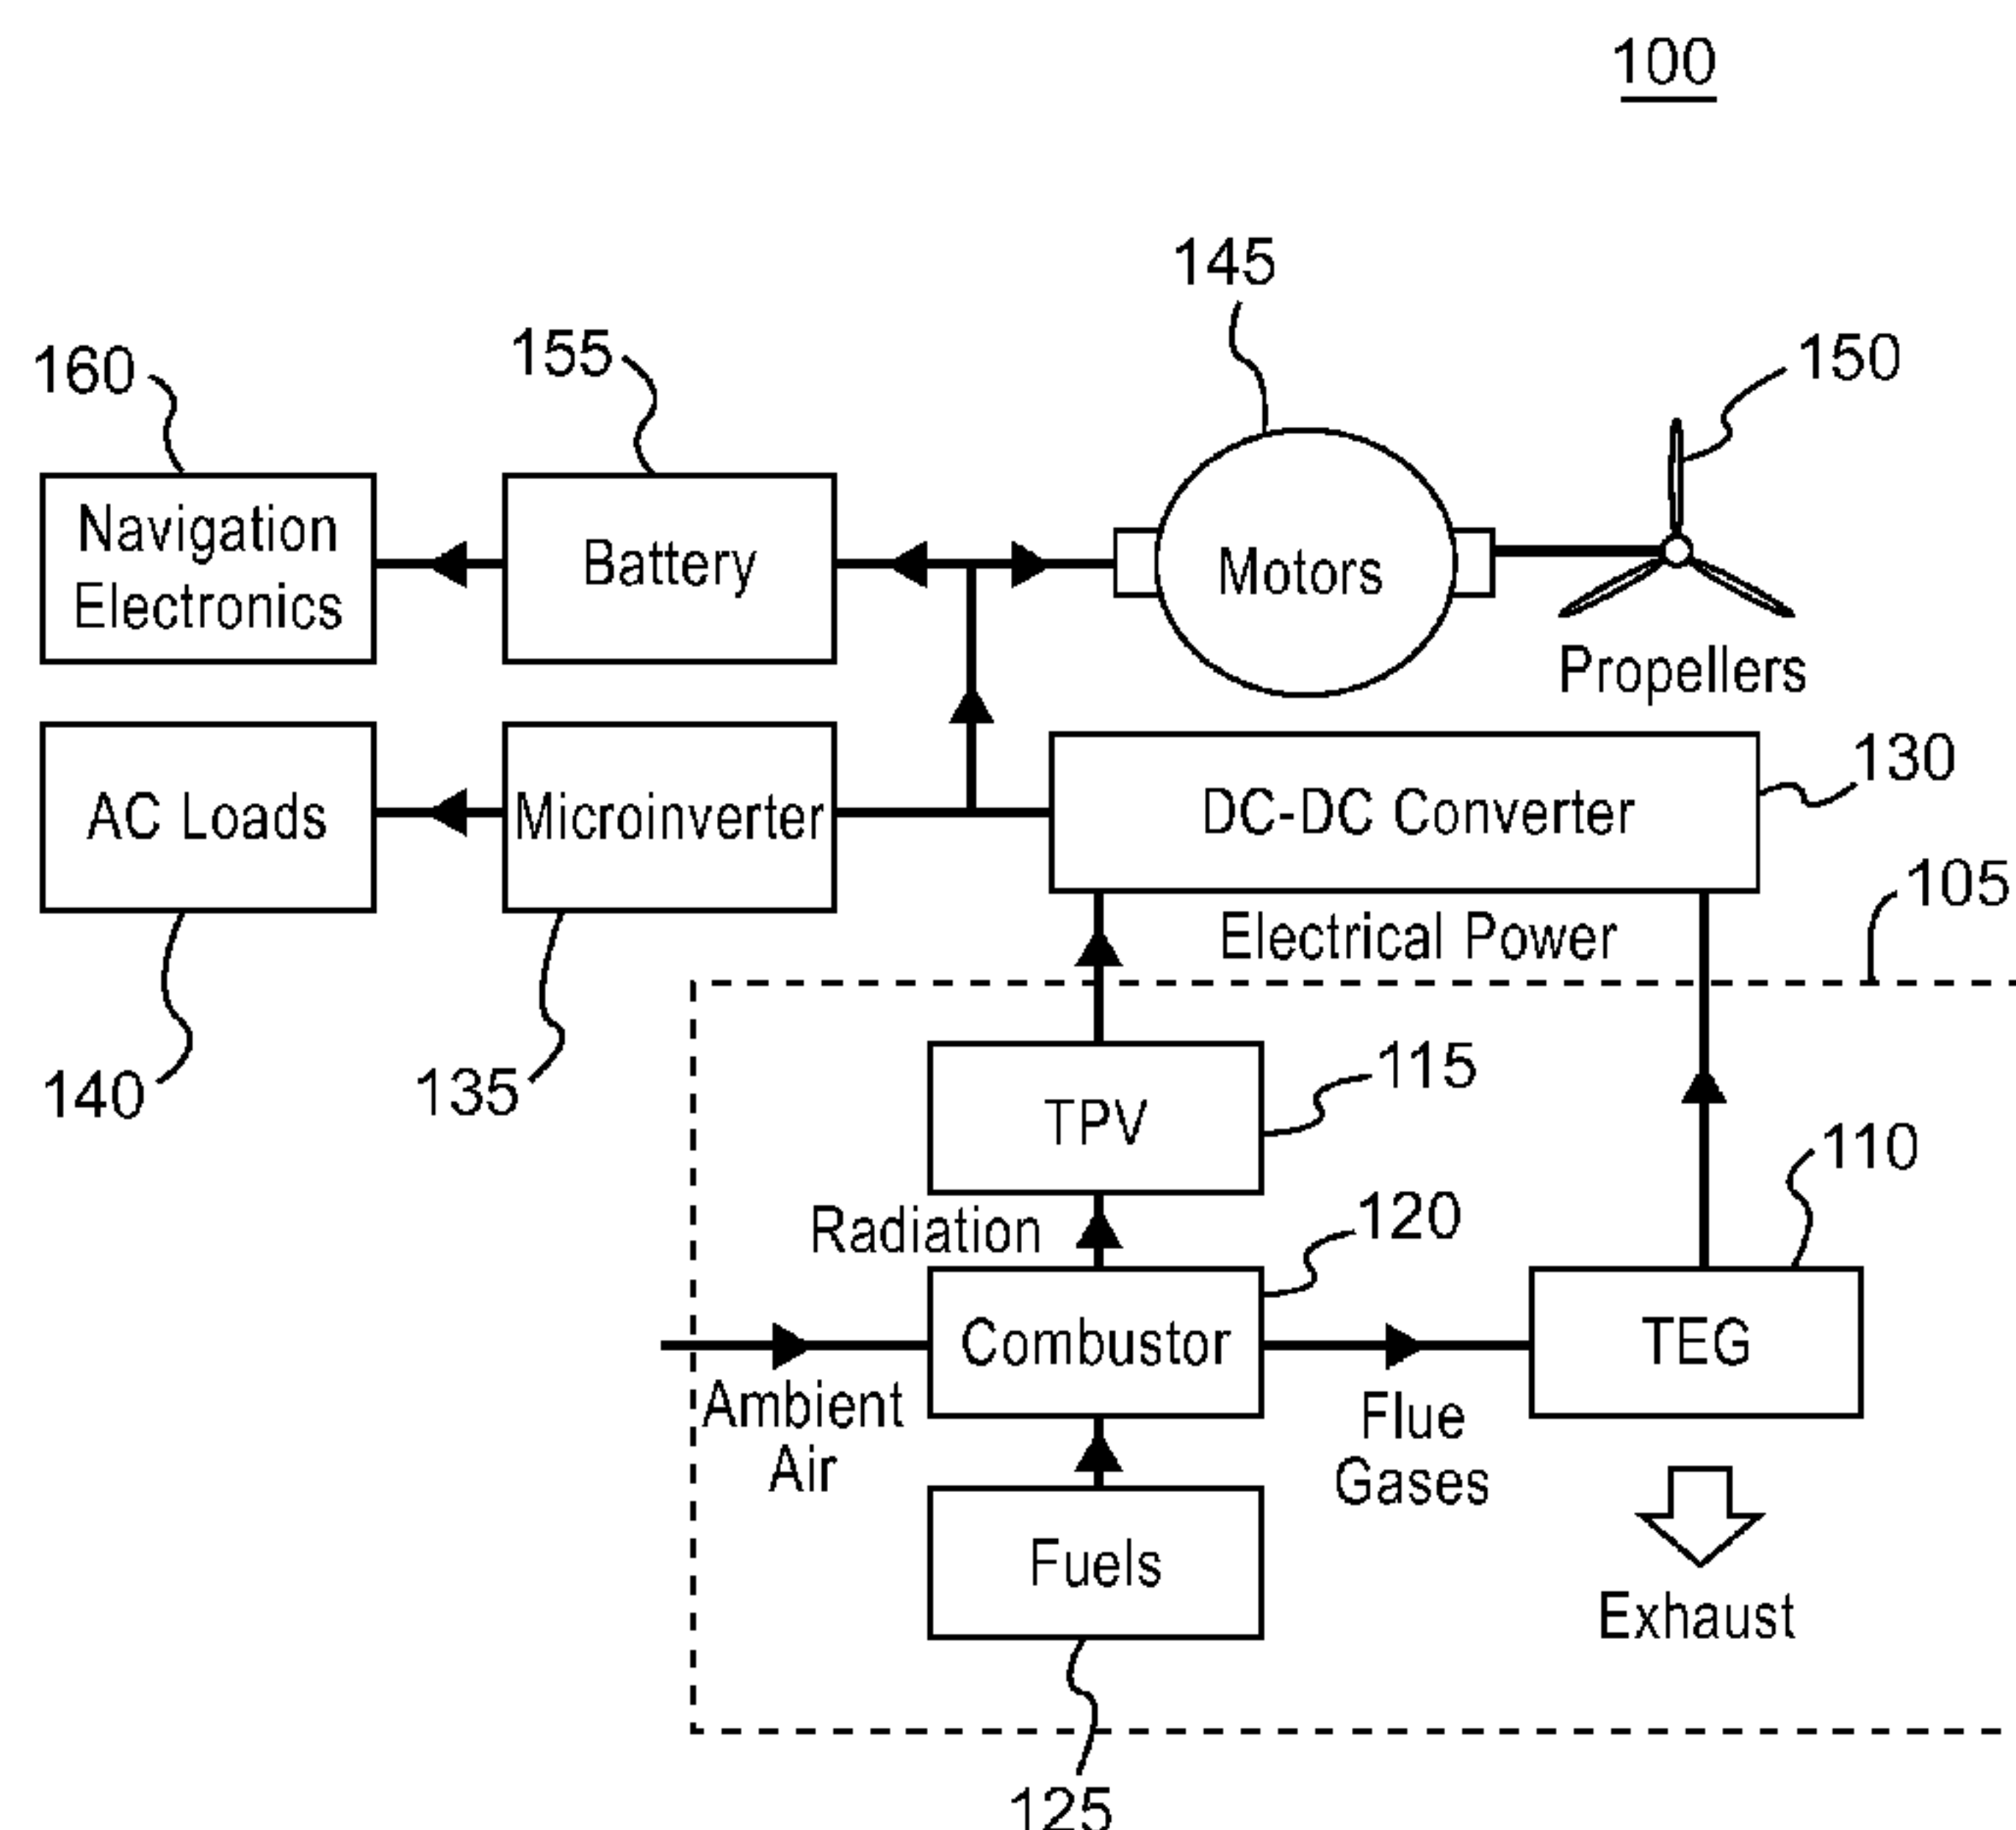 100
145
160
155
150
Navigation
Electronics
Battery
Motors
Propellers
130
AC Loads
Microinverter
DC-DC Converter
105
Electrical Power
140
135
115
TPV
110
Radiation
120
Combustor
TEG
Ambient
Air
Flue
Gases
Fuels
Exhaust
125